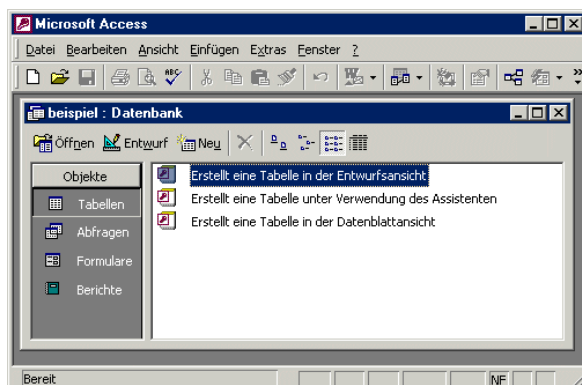 Microsoft Access
Datei Bearbeiten Ansicht Einfügen Extras Fenster ?
ABC
beispiel : Datenbank
Öffnen Entwurf Neu
Objekte
Tabellen
Abfragen
Formulare
Berichte
Erstellt eine Tabelle in der Entwurfsansicht
Erstellt eine Tabelle unter Verwendung des Assistenten
Erstellt eine Tabelle in der Datenblattansicht
Bereit
NF